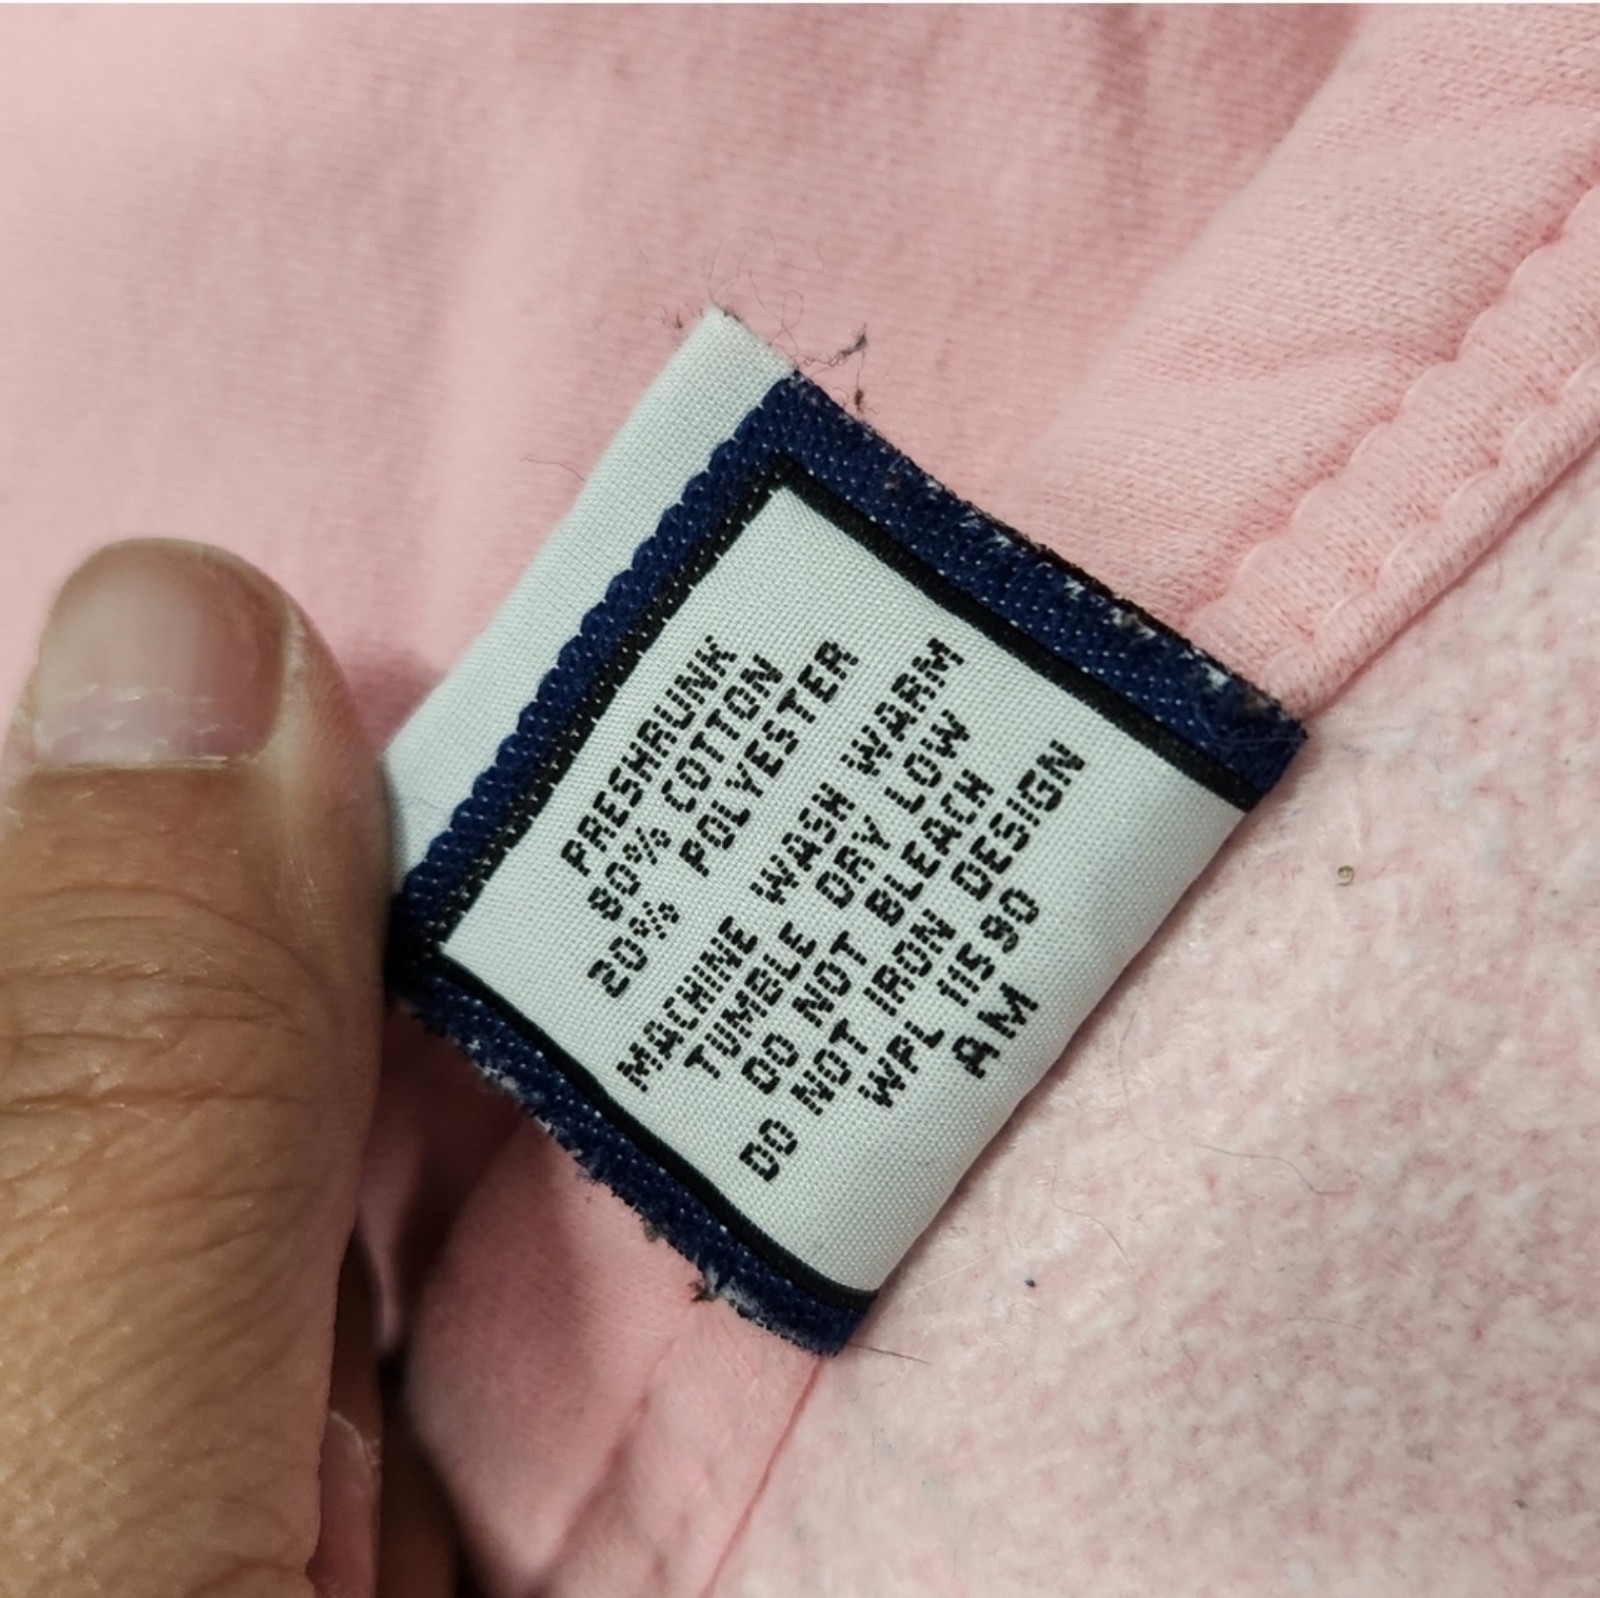 PRESHRUNK
80% COTTON
20% POLYESTER
MACHINE WASH WARM
TUMBLE DRY LOW
DO NOT BLEACH
DO NOT IRON DESIGN
WPL 11590
AM